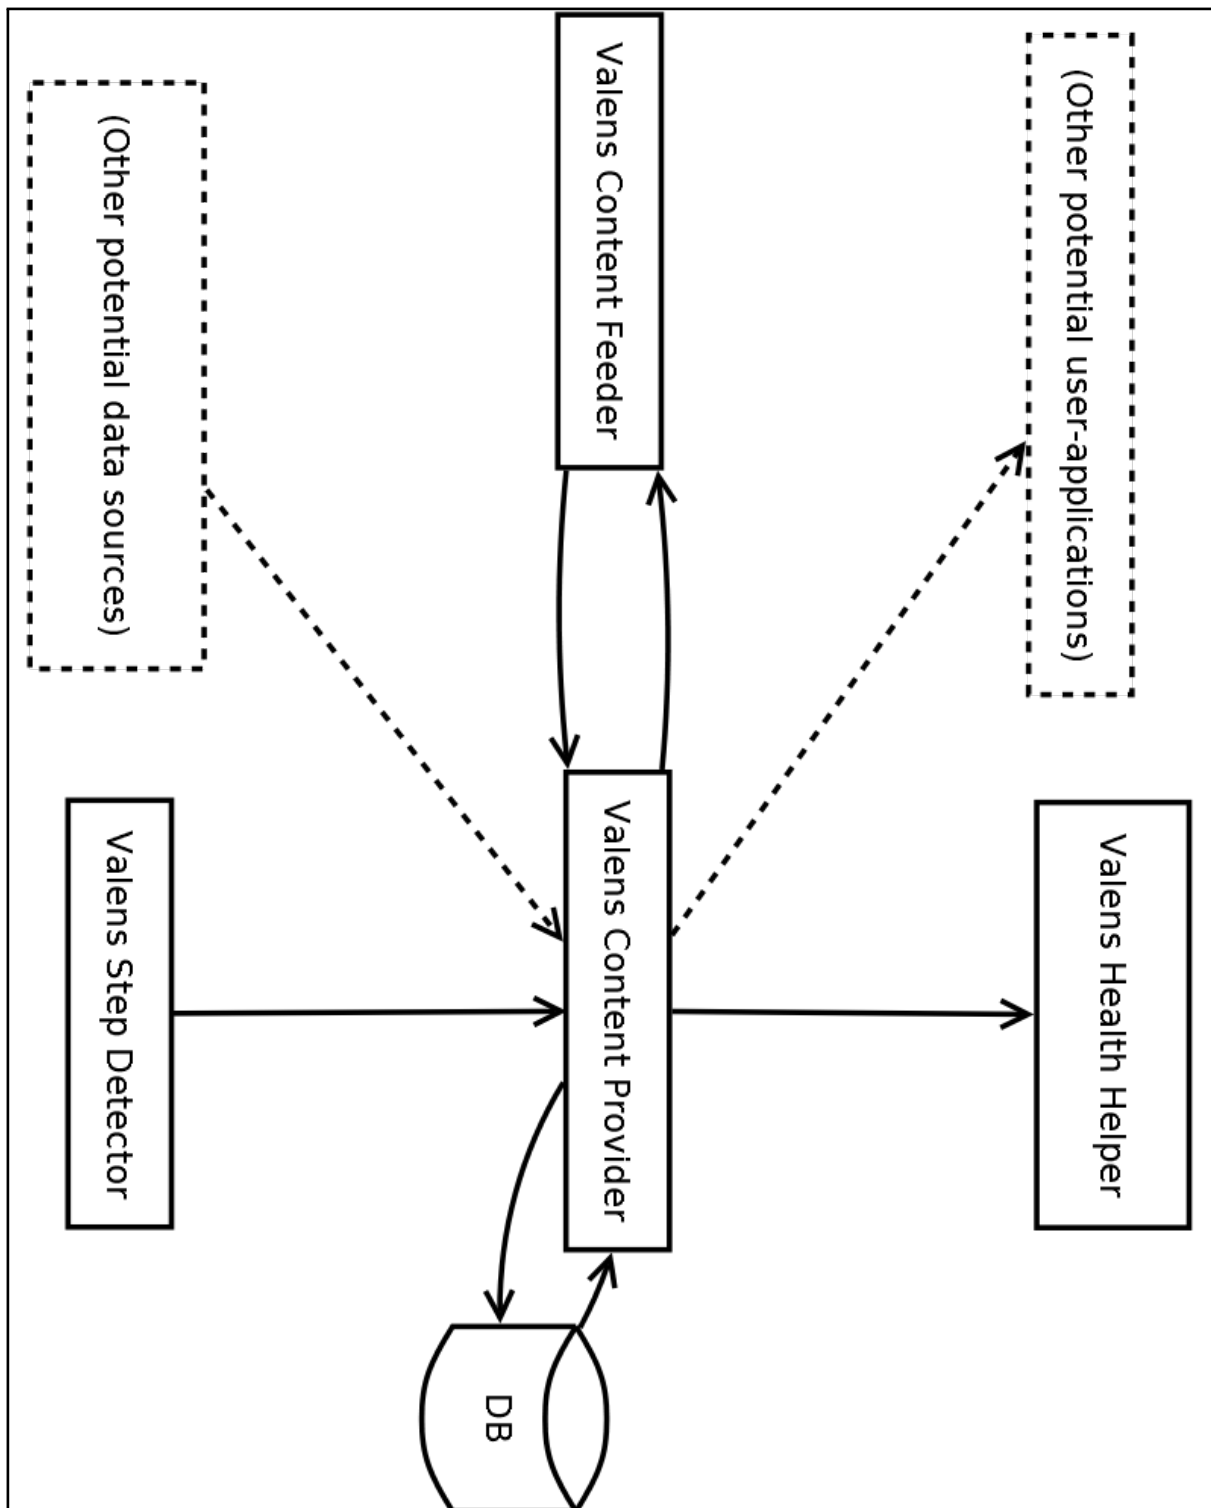 (Other potential user-applications)
Valens Health Helper
Valens Content Feeder
Valens Content Provider
DB
(Other potential data sources)
Valens Step Detector